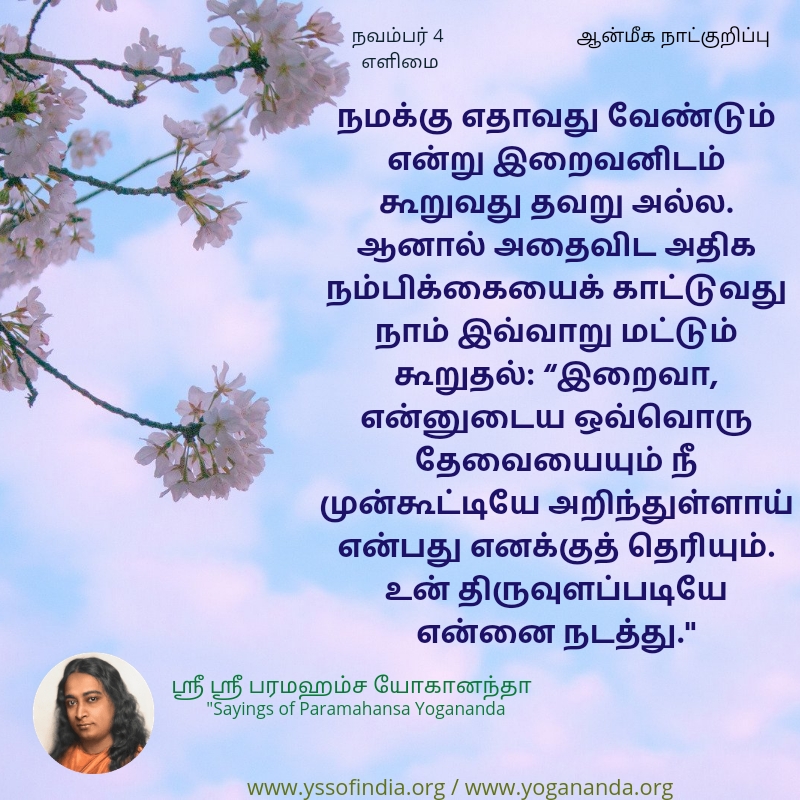 நவம்பர் 4
எளிமை
ஆன்மீக நாட்குறிப்பு
நமக்கு எதாவது வேண்டும்
என்று இறைவனிடம்
கூறுவது தவறு அல்ல.
ஆனால் அதைவிட அதிக
நம்பிக்கையைக் காட்டுவது
நாம் இவ்வாறு மட்டும்
கூறுதல்: “இறைவா,
என்னுடைய ஒவ்வொரு
தேவையையும் நீ
முன்கூட்டியே அறிந்துள்ளாய்
என்பது எனக்குத் தெரியும்.
உன் திருவுளப்படியே
என்னை நடத்து."
ஸ்ரீ ஸ்ரீ பரமஹம்ச யோகானந்தா
"Sayings of Paramahansa Yogananda
www.yssofindia.org / www.yogananda.org